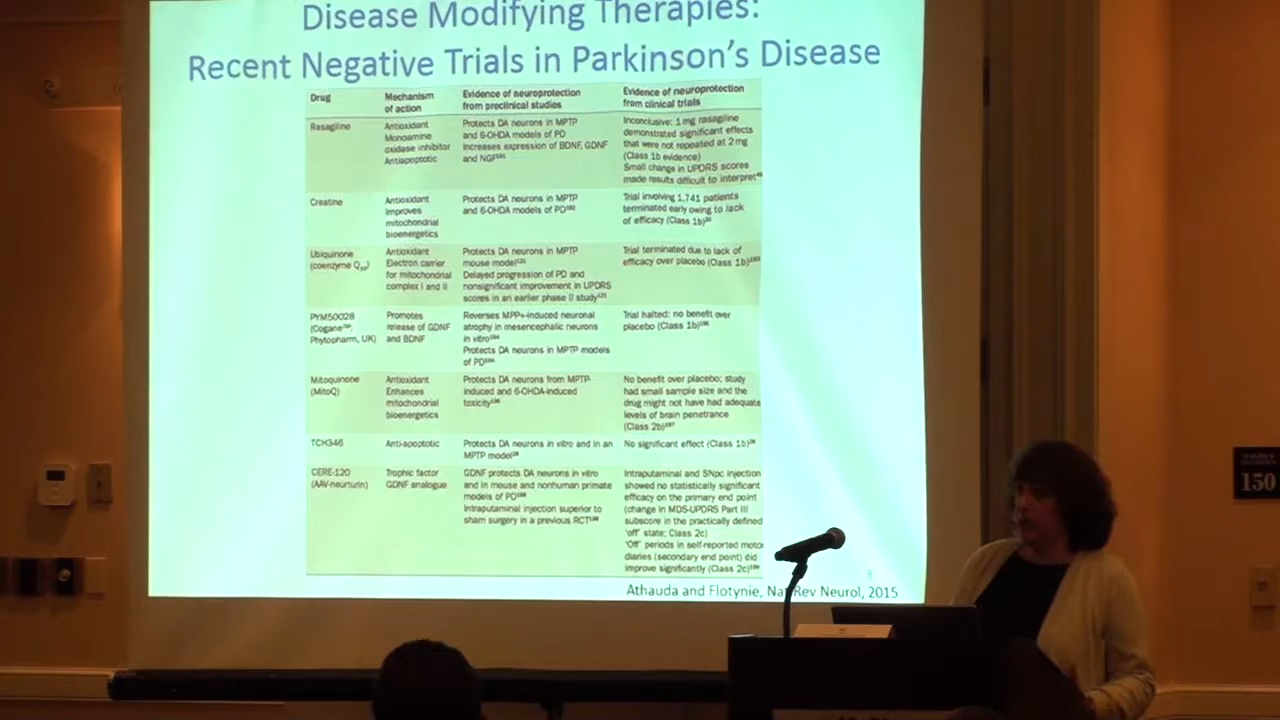 Disease Modifying Therapies:
Recent Negative Trials in Parkinson's Disease
Drug
Mechanism
of action
Evidence of neuroprotection
from preclinical studies
Evidence of neuroprotection
from clinical trials
Rasagiline
Antioxidant
Monoamine
oxidase inhibitor
Antiapoptotic
Protects DA neurons in MPTP
and 6-OHDA models of PD
Increases expression of BDNF, GDNF
and NGF
Inconclusive: 1 mg rasagiline
demonstrated significant effects
that were not repeated at 2 mg
(Class 1b evidence)
Small change in UPDRS scores
made results difficult to interpret
Creatine
Antioxidant
Improves
mitochondrial
bioenergetics
Protects DA neurons in MPTP
and 6-OHDA models of PD
Trial involving 1,741 patients
terminated early owing to lack
of efficacy (Class 1b)
Ubiquinone
(coenzyme Q10)
Antioxidant
Electron carrier
for mitochondrial
complex I and II
Protects DA neurons in MPTP
mouse model
Delayed progression of PD and
nonsignificant improvement in UPDRS
scores in an earlier phase II study
Trial terminated due to lack of
efficacy over placebo (Class 1b)
PYM50028
(Cogane™;
Phytopharm, UK)
Promotes
release of GDNF
and BDNF
Reverses MPP+-induced neuronal
atrophy in mesencephalic neurons
in vitro
Protects DA neurons in MPTP models
of PD
Trial halted: no benefit over
placebo (Class 1b)
Mitoquinone
(MitoQ)
Antioxidant
Enhances
mitochondrial
bioenergetics
Protects DA neurons from MPTP-
induced and 6-OHDA-induced
toxicity
No benefit over placebo; study
had small sample size and the
drug might not have had adequate
levels of brain penetrance
(Class 2b)
TCH346
Anti-apoptotic
Protects DA neurons in vitro and in an
MPTP model
No significant effect (Class 1b)
CERE-120
(AAV-neurturin)
Trophic factor
GDNF analogue
GDNF protects DA neurons in vitro
and in mouse and nonhuman primate
models of PD
Intraputaminal injection superior to
sham surgery in a previous RCT
Intraputaminal and SNpc injection
showed no statistically significant
efficacy on the primary end point
(change in MDS-UPDRS Part III
subscore in the practically defined
'off' state; Class 2c)
'Off' periods in self-reported motor
diaries (secondary end point) did
improve significantly (Class 2c)
8
Athauda and Flotynie, Nat Rev Neurol, 2015
150